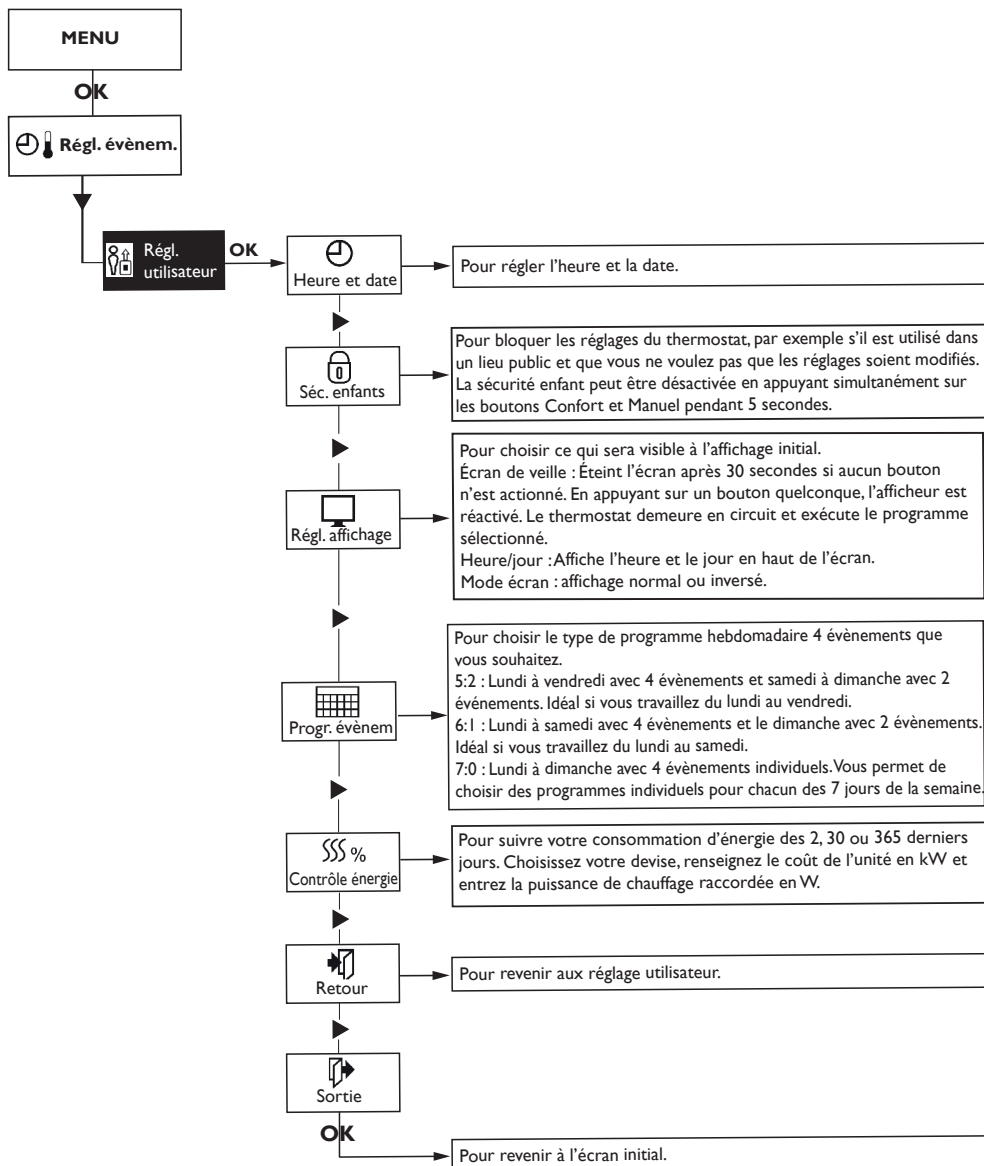 MENU
OK
Régl. évènem.
Régl.
utilisateur
OK
Heure et date
Pour régler l’heure et la date.
Séc. enfants
Pour bloquer les réglages du thermostat, par exemple s’il est utilisé dans
un lieu public et que vous ne voulez pas que les réglages soient modifiés.
La sécurité enfant peut être désactivée en appuyant simultanément sur
les boutons Confort et Manuel pendant 5 secondes.
Régl. affichage
Pour choisir ce qui sera visible à l’affichage initial.
Écran de veille : Éteint l’écran après 30 secondes si aucun bouton
n’est actionné. En appuyant sur un bouton quelconque, l’afficheur est
réactivé. Le thermostat demeure en circuit et exécute le programme
sélectionné.
Heure/jour : Affiche l’heure et le jour en haut de l’écran.
Mode écran : affichage normal ou inversé.
Progr. évènem
Pour choisir le type de programme hebdomadaire 4 évènements que
vous souhaitez.
5:2 : Lundi à vendredi avec 4 évènements et samedi à dimanche avec 2
événements. Idéal si vous travaillez du lundi au vendredi.
6:1 : Lundi à samedi avec 4 évènements et le dimanche avec 2 évènements.
Idéal si vous travaillez du lundi au samedi.
7:0 : Lundi à dimanche avec 4 évènements individuels. Vous permet de
choisir des programmes individuels pour chacun des 7 jours de la semaine.
%
Contrôle énergie
Pour suivre votre consommation d’énergie des 2, 30 ou 365 derniers
jours. Choisissez votre devise, renseignez le coût de l’unité en kW et
entrez la puissance de chauffage raccordée en W.
Retour
Pour revenir aux réglage utilisateur.
Sortie
OK
Pour revenir à l’écran initial.